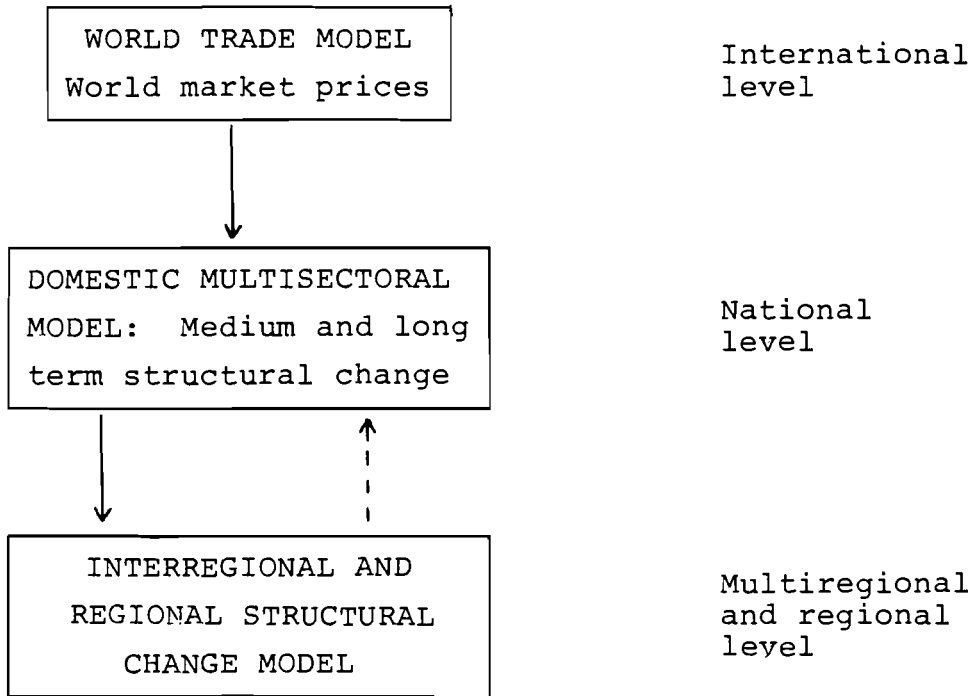 WORLD TRADE MODEL
World market prices
International
level
DOMESTIC MULTISECTORAL
MODEL: Medium and long
term structural change
National
level
INTERREGIONAL AND
REGIONAL STRUCTURAL
CHANGE MODEL
Multiregional
and regional
level